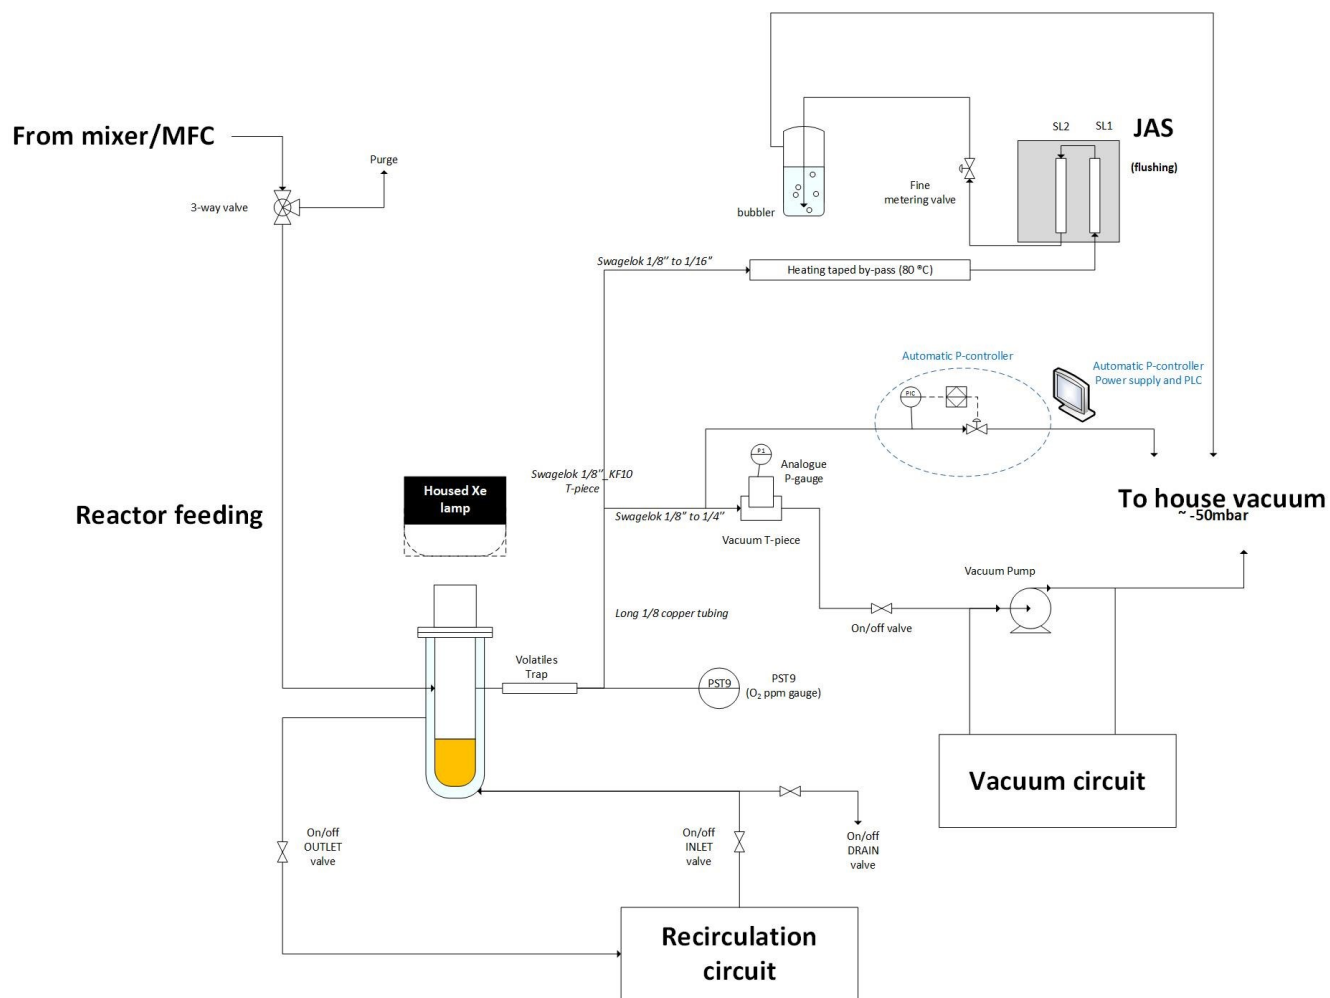 From mixer/MFC
Purge
3-way valve
SL2
SL1
JAS
(flushing)
Fine
metering valve
bubbler
Swagelok 1/8'' to 1/16''
Heating taped by-pass (80 ºC)
Automatic P-controller
Automatic P-controller
Power supply and PLC
PIC
P1
Analogue
P-gauge
Swagelok 1/8''_KF10
T-piece
Housed Xe
lamp
Reactor feeding
Swagelok 1/8'' to 1/4''
Vacuum T-piece
To house vacuum
~ -50mbar
Vacuum Pump
Long 1/8 copper tubing
On/off valve
Volatiles
Trap
PST9
PST9
(O₂ ppm gauge)
Vacuum circuit
On/off
OUTLET
valve
On/off
INLET
valve
On/off
DRAIN
valve
Recirculation
circuit